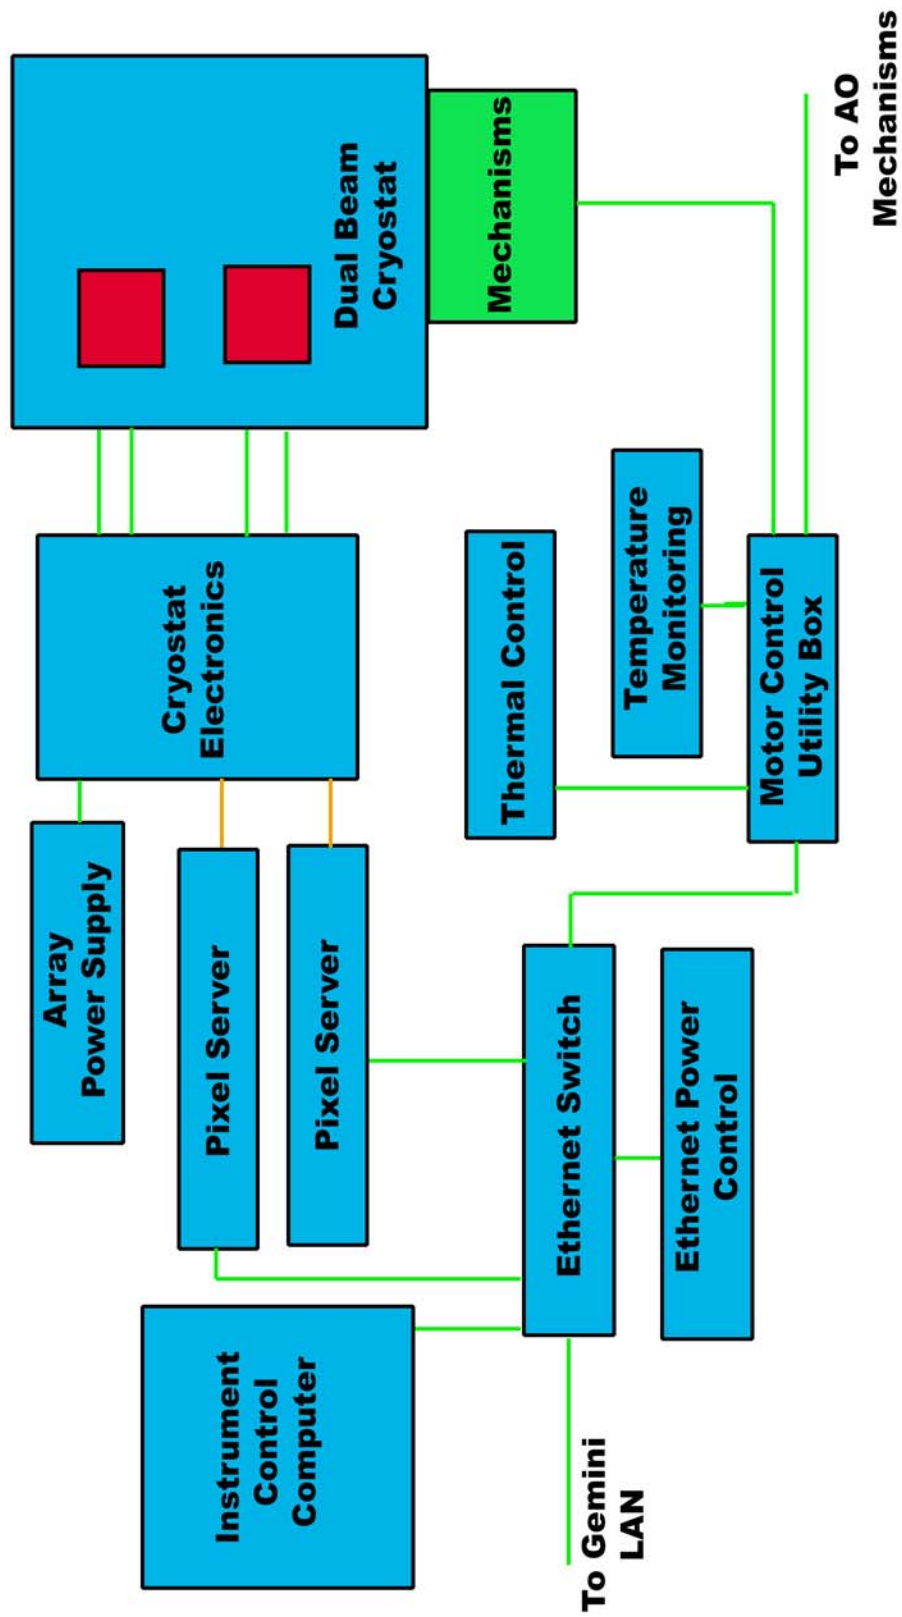 Instrument
Control
Computer
Array
Power Supply
Pixel Server
Pixel Server
Cryostat
Electronics
Dual Beam
Cryostat
Mechanisms
Thermal Control
Temperature
Monitoring
Motor Control
Utility Box
Ethernet Switch
Ethernet Power
Control
To Gemini
LAN
To AO
Mechanisms